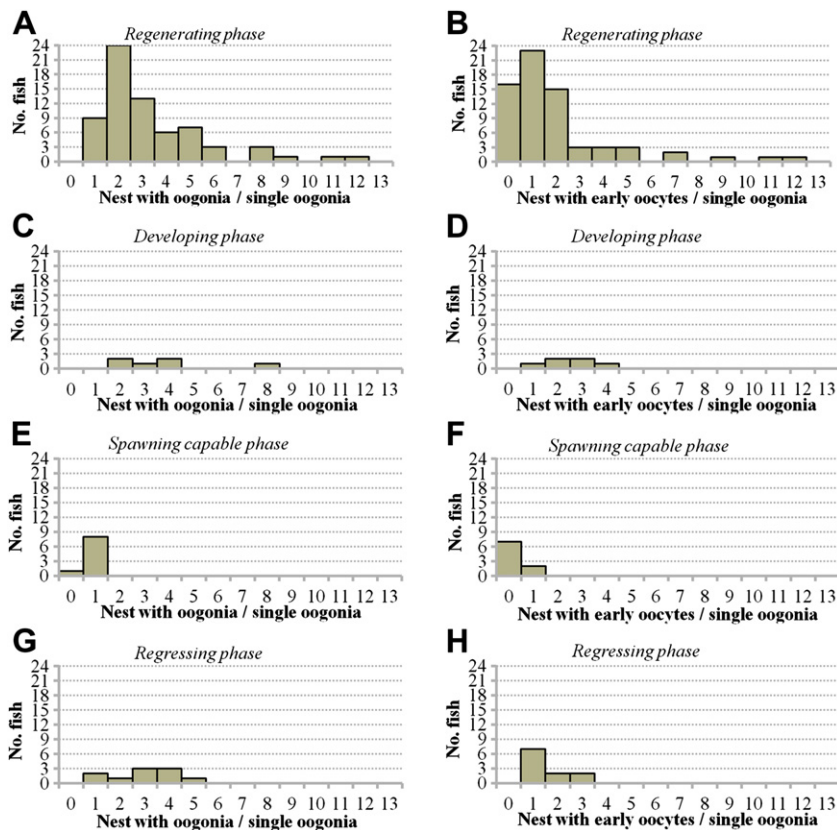 A
Regenerating phase
No. fish
24
21
18
15
12
9
6
3
0
0 1 2 3 4 5 6 7 8 9 10 11 12 13
Nest with oogonia / single oogonia
B
Regenerating phase
No. fish
24
21
18
15
12
9
6
3
0
0 1 2 3 4 5 6 7 8 9 10 11 12 13
Nest with early oocytes / single oogonia
C
Developing phase
No. fish
24
21
18
15
12
9
6
3
0
0 1 2 3 4 5 6 7 8 9 10 11 12 13
Nest with oogonia / single oogonia
D
Developing phase
No. fish
24
21
18
15
12
9
6
3
0
0 1 2 3 4 5 6 7 8 9 10 11 12 13
Nest with early oocytes / single oogonia
E
Spawning capable phase
No. fish
24
21
18
15
12
9
6
3
0
0 1 2 3 4 5 6 7 8 9 10 11 12 13
Nest with oogonia / single oogonia
F
Spawning capable phase
No. fish
24
21
18
15
12
9
6
3
0
0 1 2 3 4 5 6 7 8 9 10 11 12 13
Nest with early oocytes / single oogonia
G
Regressing phase
No. fish
24
21
18
15
12
9
6
3
0
0 1 2 3 4 5 6 7 8 9 10 11 12 13
Nest with oogonia / single oogonia
H
Regressing phase
No. fish
24
21
18
15
12
9
6
3
0
0 1 2 3 4 5 6 7 8 9 10 11 12 13
Nest with early oocytes / single oogonia